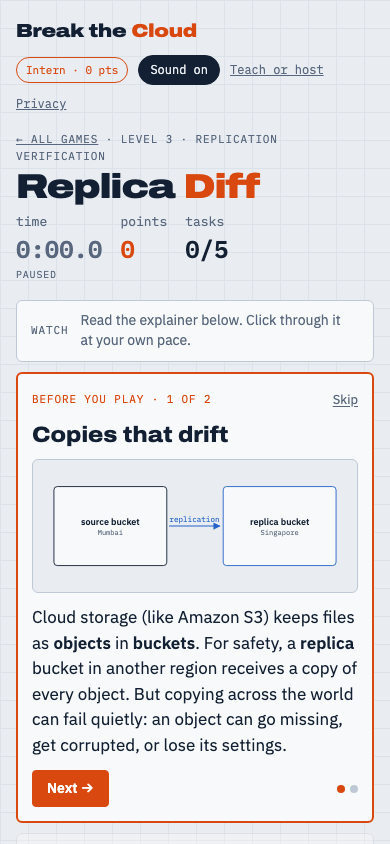 Break the Cloud
Intern · 0 pts
Sound on
Teach or host
Privacy
← ALL GAMES · LEVEL 3 · REPLICATION
VERIFICATION
Replica Diff
time points tasks
0:00.0 0 0/5
PAUSED
WATCH
Read the explainer below. Click through it
at your own pace.
BEFORE YOU PLAY · 1 OF 2
Skip
Copies that drift
source bucket
Mumbai
replication
replica bucket
Singapore
Cloud storage (like Amazon S3) keeps files
as objects in buckets. For safety, a replica
bucket in another region receives a copy of
every object. But copying across the world
can fail quietly: an object can go missing,
get corrupted, or lose its settings.
Next →